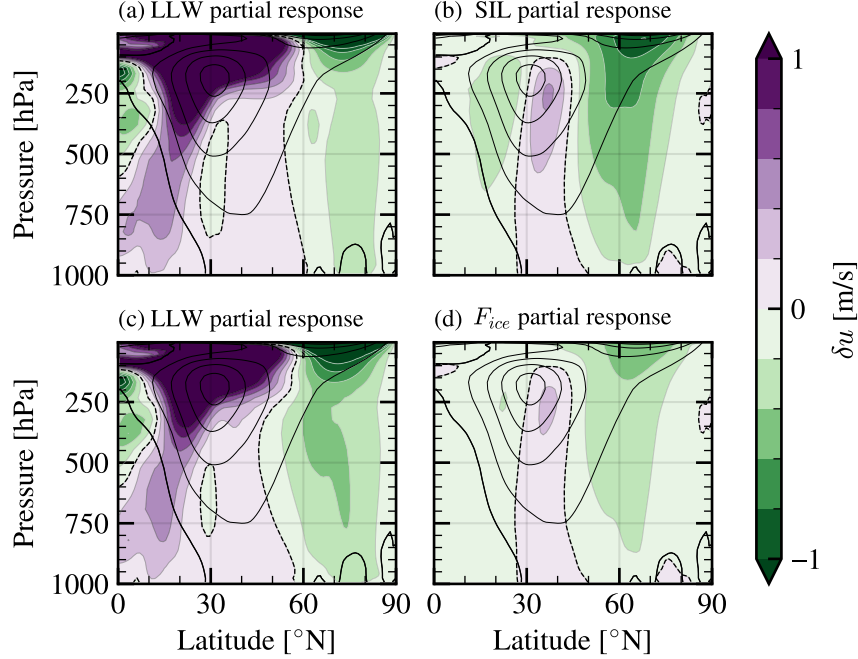 (a) LLW partial response
(b) SIL partial response
Pressure [hPa]
250
500
750
1000
(c) LLW partial response
(d) F_ice partial response
Pressure [hPa]
250
500
750
1000
0 30 60 90
0 30 60 90
Latitude [°N]
Latitude [°N]
1
0
−1
δu [m/s]